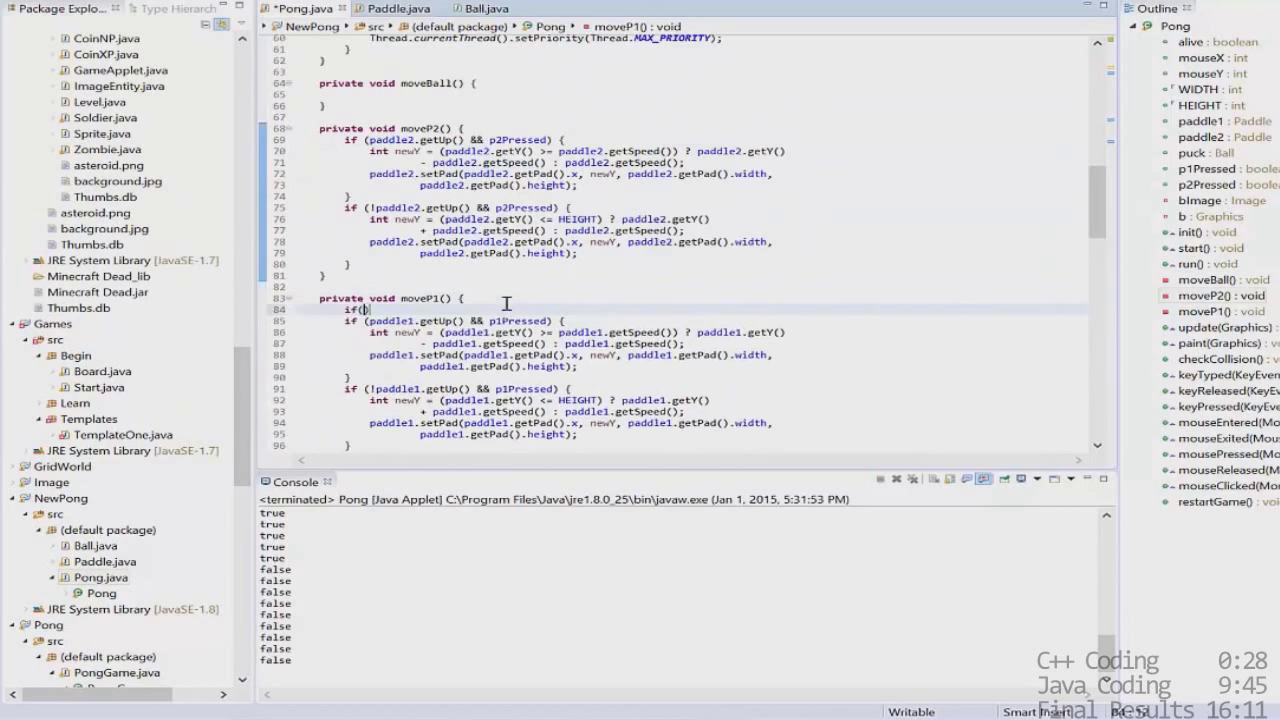 Package Explo...
Type Hierarch
*Pong.java
Paddle.java
Ball.java
Outline
NewPong
src
(default package)
Pong
moveP1() : void
CoinNP.java
CoinXP.java
GameApplet.java
ImageEntity.java
Level.java
Soldier.java
Sprite.java
Zombie.java
asteroid.png
background.jpg
Thumbs.db
asteroid.png
background.jpg
Thumbs.db
JRE System Library [JavaSE-1.7]
Minecraft Dead_lib
Minecraft Dead.jar
Thumbs.db
Games
src
Begin
Board.java
Start.java
Learn
Templates
TemplateOne.java
JRE System Library [JavaSE-1.7]
GridWorld
Image
NewPong
src
(default package)
Ball.java
Paddle.java
Pong.java
Pong
JRE System Library [JavaSE-1.8]
Pong
src
(default package)
PongGame.java
60 Thread.currentThread().setPriority(Thread.MAX_PRIORITY);
61 }
62 }
63
64 private void moveBall() {
65
66 }
67
68 private void moveP2() {
69 if (paddle2.getUp() && p2Pressed) {
70 int newY = (paddle2.getY() >= paddle2.getSpeed()) ? paddle2.getY()
71 - paddle2.getSpeed() : paddle2.getSpeed();
72 paddle2.setPad(paddle2.getPad().x, newY, paddle2.getPad().width,
73 paddle2.getPad().height);
74 }
75 if (!paddle2.getUp() && p2Pressed) {
76 int newY = (paddle2.getY() <= HEIGHT) ? paddle2.getY()
77 + paddle2.getSpeed() : paddle2.getSpeed();
78 paddle2.setPad(paddle2.getPad().x, newY, paddle2.getPad().width,
79 paddle2.getPad().height);
80 }
81 }
82
83 private void moveP1() {
84 if()
85 if (paddle1.getUp() && p1Pressed) {
86 int newY = (paddle1.getY() >= paddle1.getSpeed()) ? paddle1.getY()
87 - paddle1.getSpeed() : paddle1.getSpeed();
88 paddle1.setPad(paddle1.getPad().x, newY, paddle1.getPad().width,
89 paddle1.getPad().height);
90 }
91 if (!paddle1.getUp() && p1Pressed) {
92 int newY = (paddle1.getY() <= HEIGHT) ? paddle1.getY()
93 + paddle1.getSpeed() : paddle1.getSpeed();
94 paddle1.setPad(paddle1.getPad().x, newY, paddle1.getPad().width,
95 paddle1.getPad().height);
96 }
Console
<terminated> Pong [Java Applet] C:\Program Files\Java\jre1.8.0_25\bin\javaw.exe (Jan 1, 2015, 5:31:53 PM)
true
true
true
true
true
false
false
false
false
false
false
false
false
false
Pong
alive : boolean
mouseX : int
mouseY : int
WIDTH : int
HEIGHT : int
paddle1 : Paddle
paddle2 : Paddle
puck : Ball
p1Pressed : boolean
p2Pressed : boolean
bImage : Image
b : Graphics
init() : void
start() : void
run() : void
moveBall() : void
moveP2() : void
moveP1() : void
update(Graphics)
paint(Graphics) :
checkCollision() :
keyTyped(KeyEven
keyReleased(KeyE
keyPressed(KeyEv
mouseEntered(Mo
mouseExited(Mou
mousePressed(Mo
mouseReleased(M
mouseClicked(Mo
restartGame() : vo
C++ Coding 0:28
Java Coding 9:45
Final Results 16:11
Writable
Smart Insert